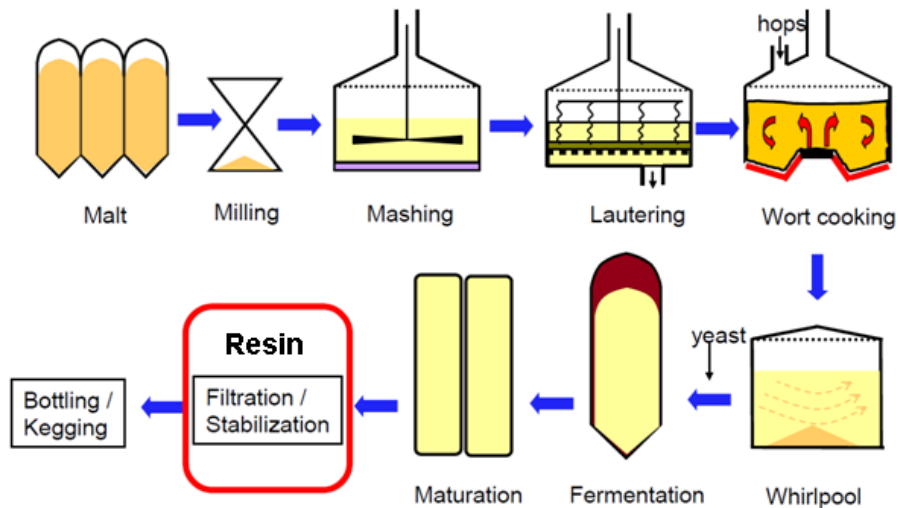 hops
Malt
Milling
Mashing
Lautering
Wort cooking
Resin
yeast
Bottling /
Kegging
Filtration /
Stabilization
Maturation
Fermentation
Whirlpool